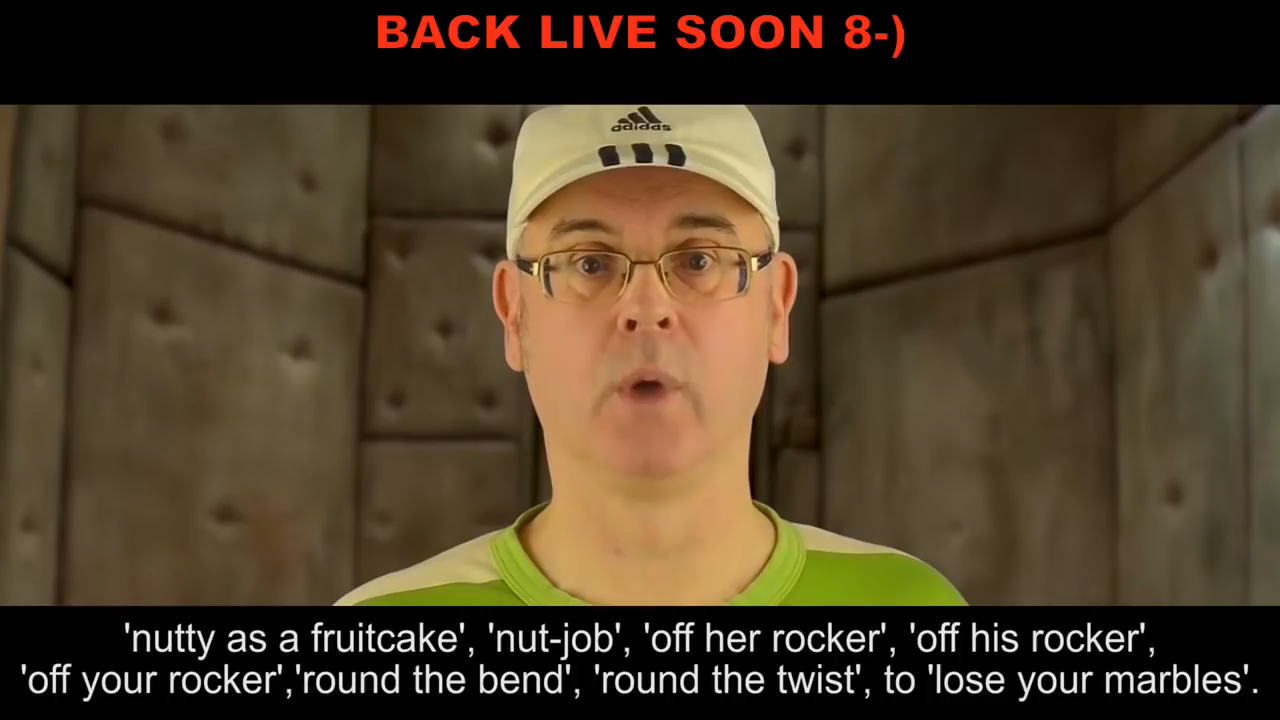 BACK LIVE SOON 8-)
adidas
'nutty as a fruitcake', 'nut-job', 'off her rocker', 'off his rocker',
'off your rocker','round the bend', 'round the twist', to 'lose your marbles'.